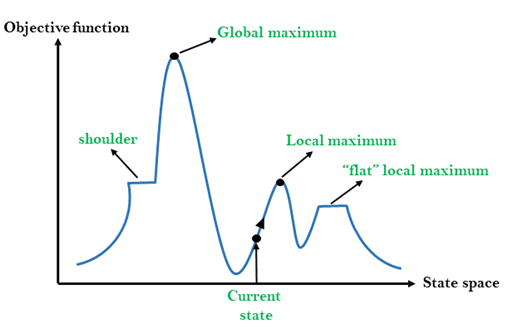 Objective function
Global maximum
shoulder
Local maximum
“flat” local maximum
State space
Current
state